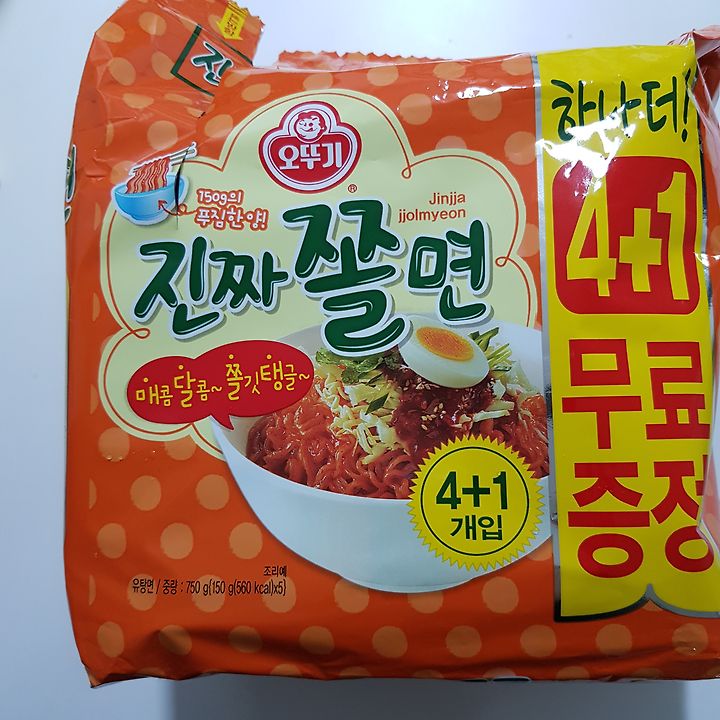 진
오뚜기
®
150g의
푸짐한 양!
Jinjja
jjolmyeon
진짜쫄면
매콤달콤~ 쫄깃탱글~
4+1
개입
조리예
유탕면 / 중량 : 750 g{150 g(560 kcal)x5}
하나 더!
4+1
무료
증정